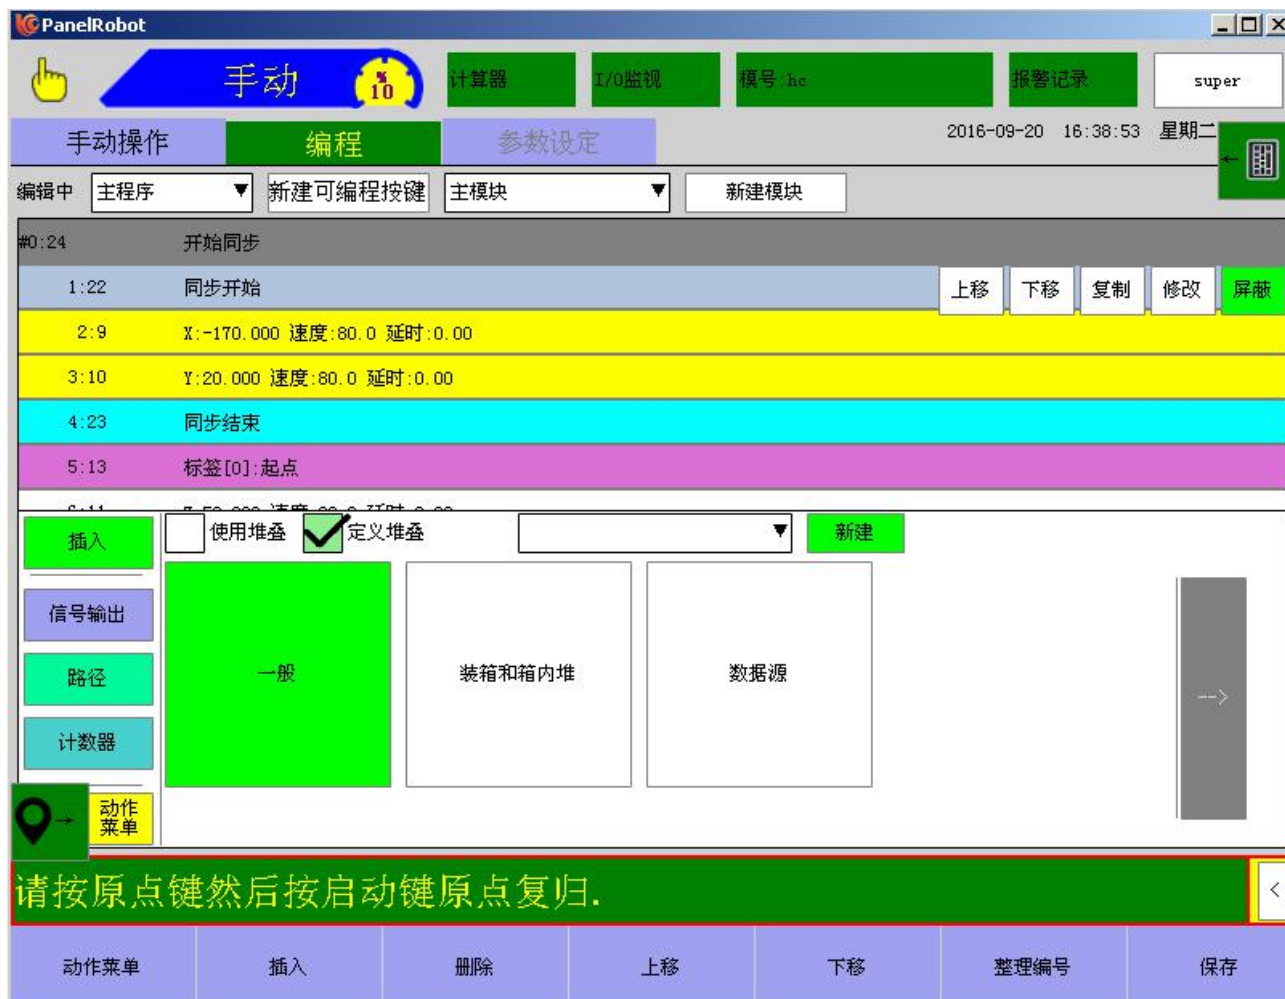 PanelRobot
手动
%
10
计算器
I/O监视
模号:hc
报警记录
super
手动操作
编程
参数设定
2016-09-20 16:38:53 星期二
编辑中
主程序
新建可编程按键
主模块
新建模块
#0:24 开始同步
1:22 同步开始
上移
下移
复制
修改
屏蔽
2:9 X:-170.000 速度:80.0 延时:0.00
3:10 Y:20.000 速度:80.0 延时:0.00
4:23 同步结束
5:13 标签[0]:起点
插入
使用堆叠
定义堆叠
新建
信号输出
路径
计数器
动作
菜单
一般
装箱和箱内堆
数据源
-->
请按原点键然后按启动键原点复归.
<
动作菜单
插入
删除
上移
下移
整理编号
保存